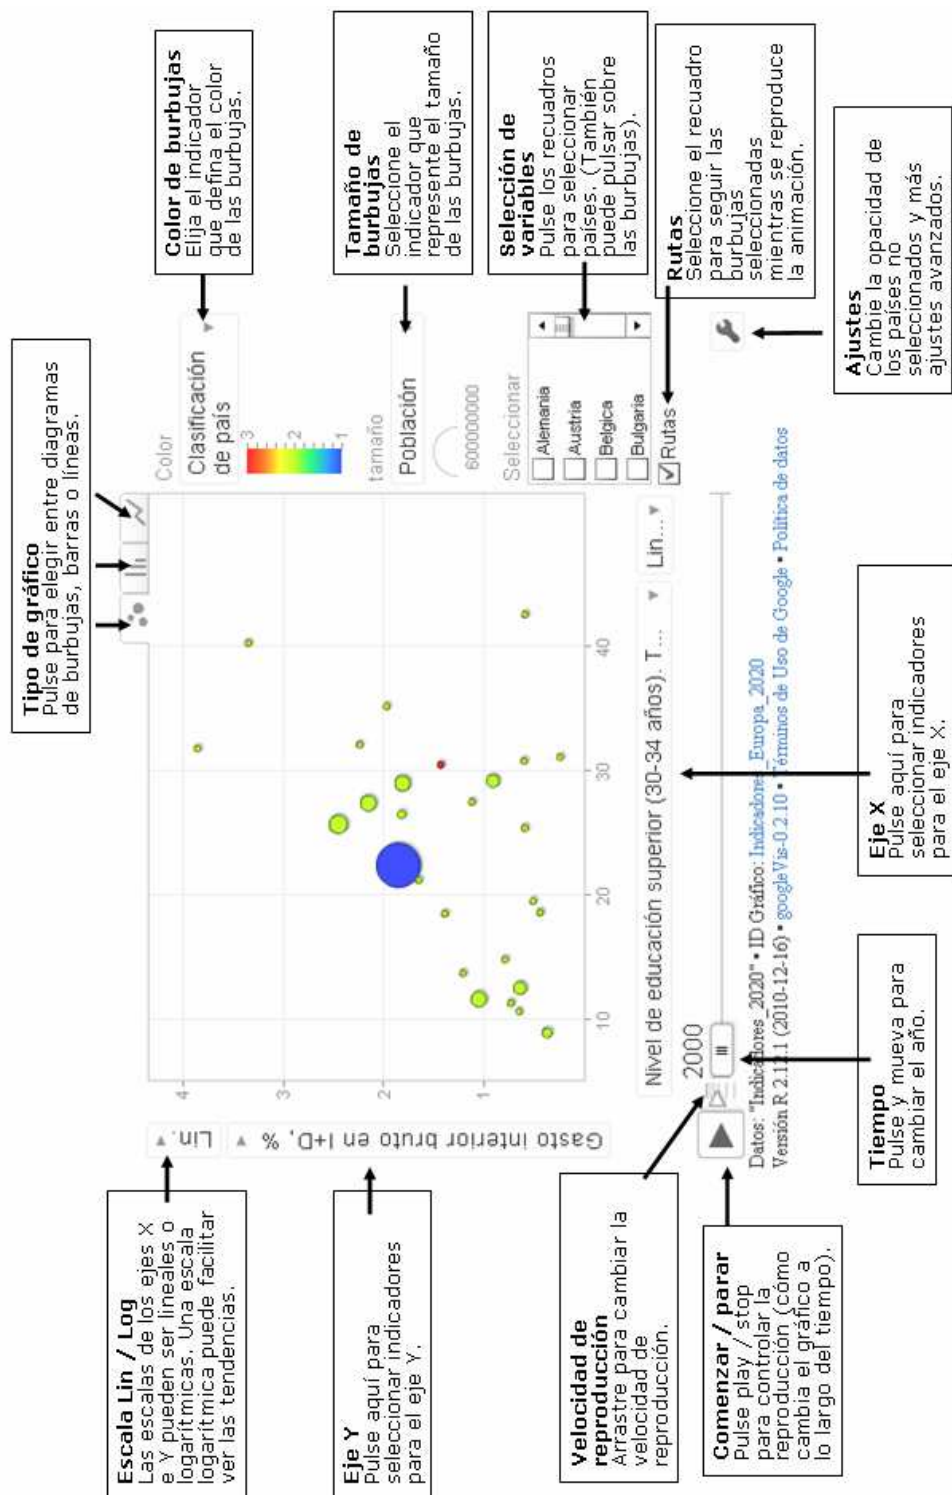 Tipo de gráfico
Pulse para elegir entre diagramas
de burbujas, barras o líneas.
Escala Lin / Log
Las escalas de los ejes X
e Y pueden ser lineales o
logarítmicas. Una escala
logarítmica puede facilitar
ver las tendencias.
Eje Y
Pulse aquí para
seleccionar indicadores
para el eje Y.
Velocidad de
reproducción
Arrastre para cambiar la
velocidad de
reproducción.
Comenzar / parar
Pulse play / stop
para controlar la
reproducción (cómo
cambia el gráfico a
lo largo del tiempo).
Lin.
Gasto interior bruto en I+D, %
4
3
2
1
10
20
30
40
Nivel de educación superior (30-34 años). T...
Lin...
2000
Datos: "Indicadores_2020" • ID Gráfico: Indicadores_Europa_2020
Versión R 2.12.1 (2010-12-16) • googleVis-0.2.10 • Términos de Uso de Google • Política de datos
Color
Clasificación
de país
3
2
1
tamaño
Población
600000000
Seleccionar
Alemania
Austria
Belgica
Bulgaria
Rutas
Color de burbujas
Elija el indicador
que defina el color
de las burbujas.
Tamaño de
burbujas
Seleccione el
indicador que
represente el tamaño
de las burbujas.
Selección de
variables
Pulse los recuadros
para seleccionar
países. (También
puede pulsar sobre
las burbujas).
Rutas
Seleccione el recuadro
para seguir las
burbujas
seleccionadas
mientras se reproduce
la animación.
Tiempo
Pulse y mueva para
cambiar el año.
Eje X
Pulse aquí para
seleccionar indicadores
para el eje X.
Ajustes
Cambie la opacidad de
los países no
seleccionados y más
ajustes avanzados.